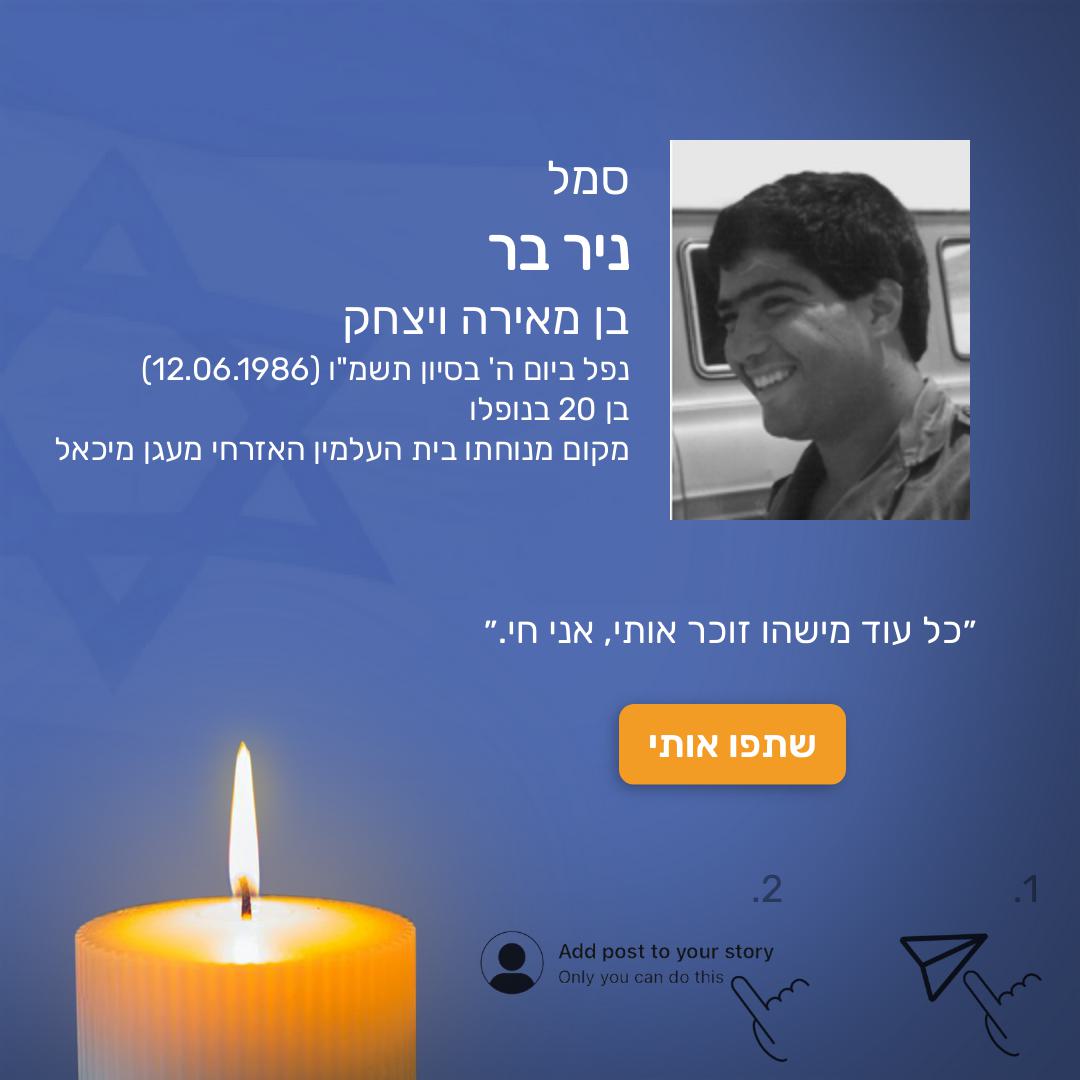 סמל
ניר בר
בן מאירה ויצחק
נפל ביום ה' בסיון תשמ"ו (12.06.1986)
בן 20 בנופלו
מקום מנוחתו בית העלמין האזרחי מעגן מיכאל
״כל עוד מישהו זוכר אותי, אני חי.״
שתפו אותי
.1
.2
Add post to your story
Only you can do this